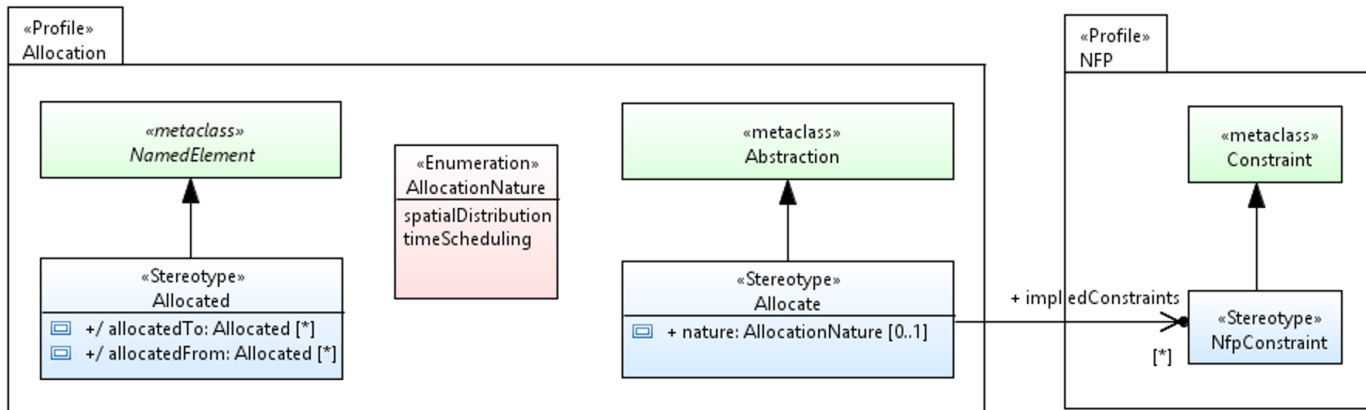 «Profile»
Allocation
«Profile»
NFP
«metaclass»
NamedElement
«Enumeration»
AllocationNature
spatialDistribution
timeScheduling
«metaclass»
Abstraction
«metaclass»
Constraint
«Stereotype»
Allocated
+/ allocatedTo: Allocated [*]
+/ allocatedFrom: Allocated [*]
«Stereotype»
Allocate
+ nature: AllocationNature [0..1]
+ impliedConstraints
[*]
«Stereotype»
NfpConstraint